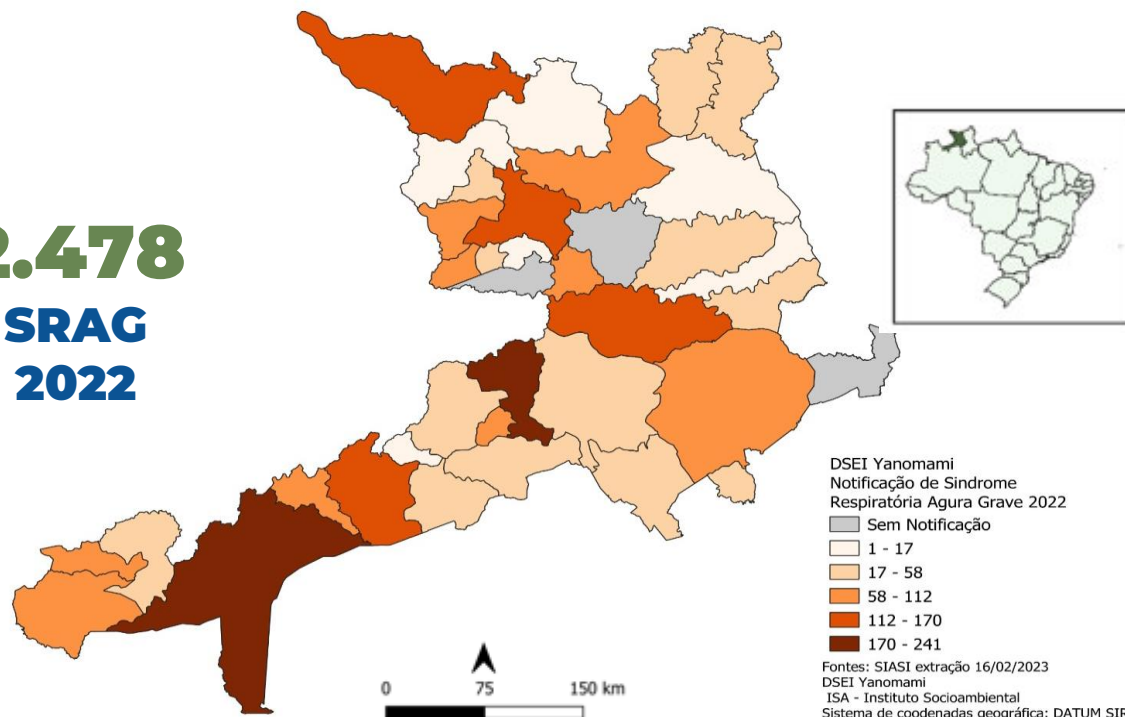 2.478
SRAG
2022
DSEI Yanomami
Notificação de Sindrome
Respiratória Agura Grave 2022
Sem Notificação
1 - 17
17 - 58
58 - 112
112 - 170
170 - 241
Fontes: SIASI extração 16/02/2023
DSEI Yanomami
ISA - Instituto Socioambiental
Sistema de coodenadas geográfica: DATUM SIR
0 75 150 km